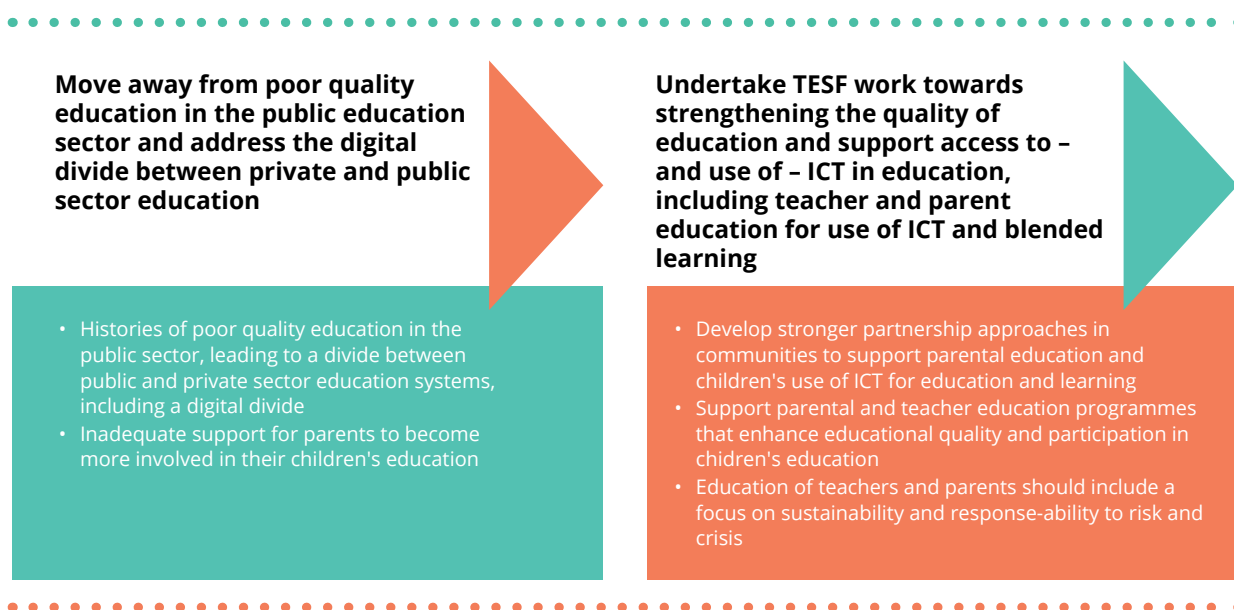 Move away from poor quality
education in the public education
sector and address the digital
divide between private and public
sector education
• Histories of poor quality education in the
public sector, leading to a divide between
public and private sector education systems,
including a digital divide
• Inadequate support for parents to become
more involved in their children's education
Undertake TESF work towards
strengthening the quality of
education and support access to –
and use of – ICT in education,
including teacher and parent
education for use of ICT and blended
learning
• Develop stronger partnership approaches in
communities to support parental education and
children's use of ICT for education and learning
• Support parental and teacher education programmes
that enhance educational quality and participation in
chidren's education
• Education of teachers and parents should include a
focus on sustainability and response-ability to risk and
crisis